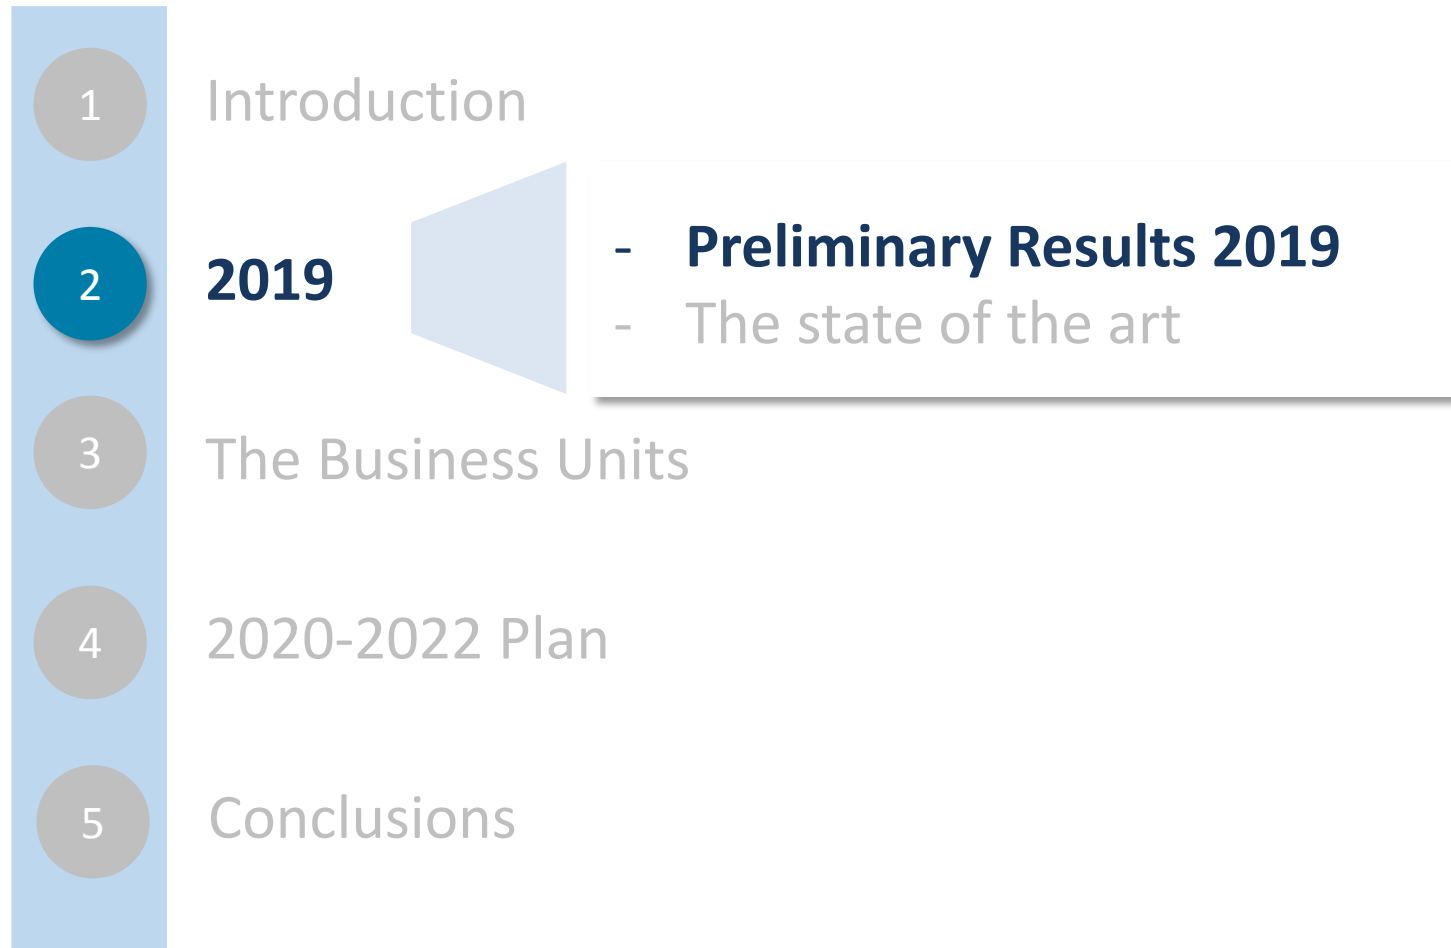 1 Introduction
2 2019
- Preliminary Results 2019
- The state of the art
3 The Business Units
4 2020-2022 Plan
5 Conclusions